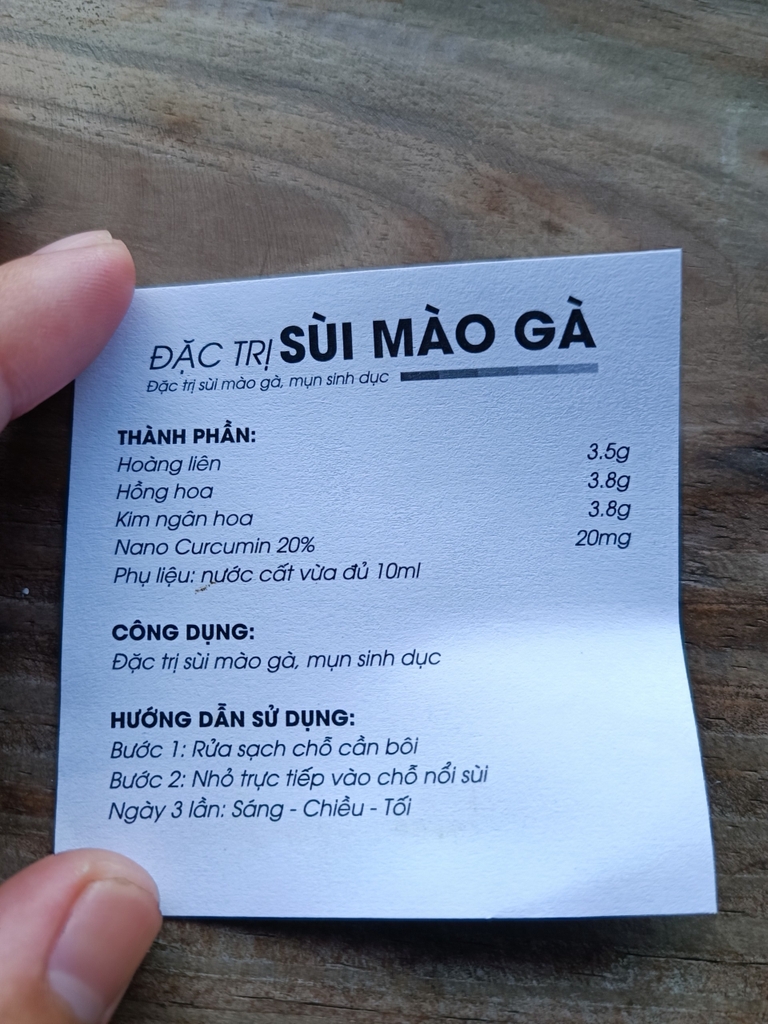 ĐẶC TRỊ SÙI MÀO GÀ
Đặc trị sùi mào gà, mụn sinh dục
THÀNH PHẦN:
Hoàng liên 3.5g
Hồng hoa 3.8g
Kim ngân hoa 3.8g
Nano Curcumin 20% 20mg
Phụ liệu: nước cất vừa đủ 10ml
CÔNG DỤNG:
Đặc trị sùi mào gà, mụn sinh dục
HƯỚNG DẪN SỬ DỤNG:
Bước 1: Rửa sạch chỗ cần bôi
Bước 2: Nhỏ trực tiếp vào chỗ nổi sùi
Ngày 3 lần: Sáng - Chiều - Tối